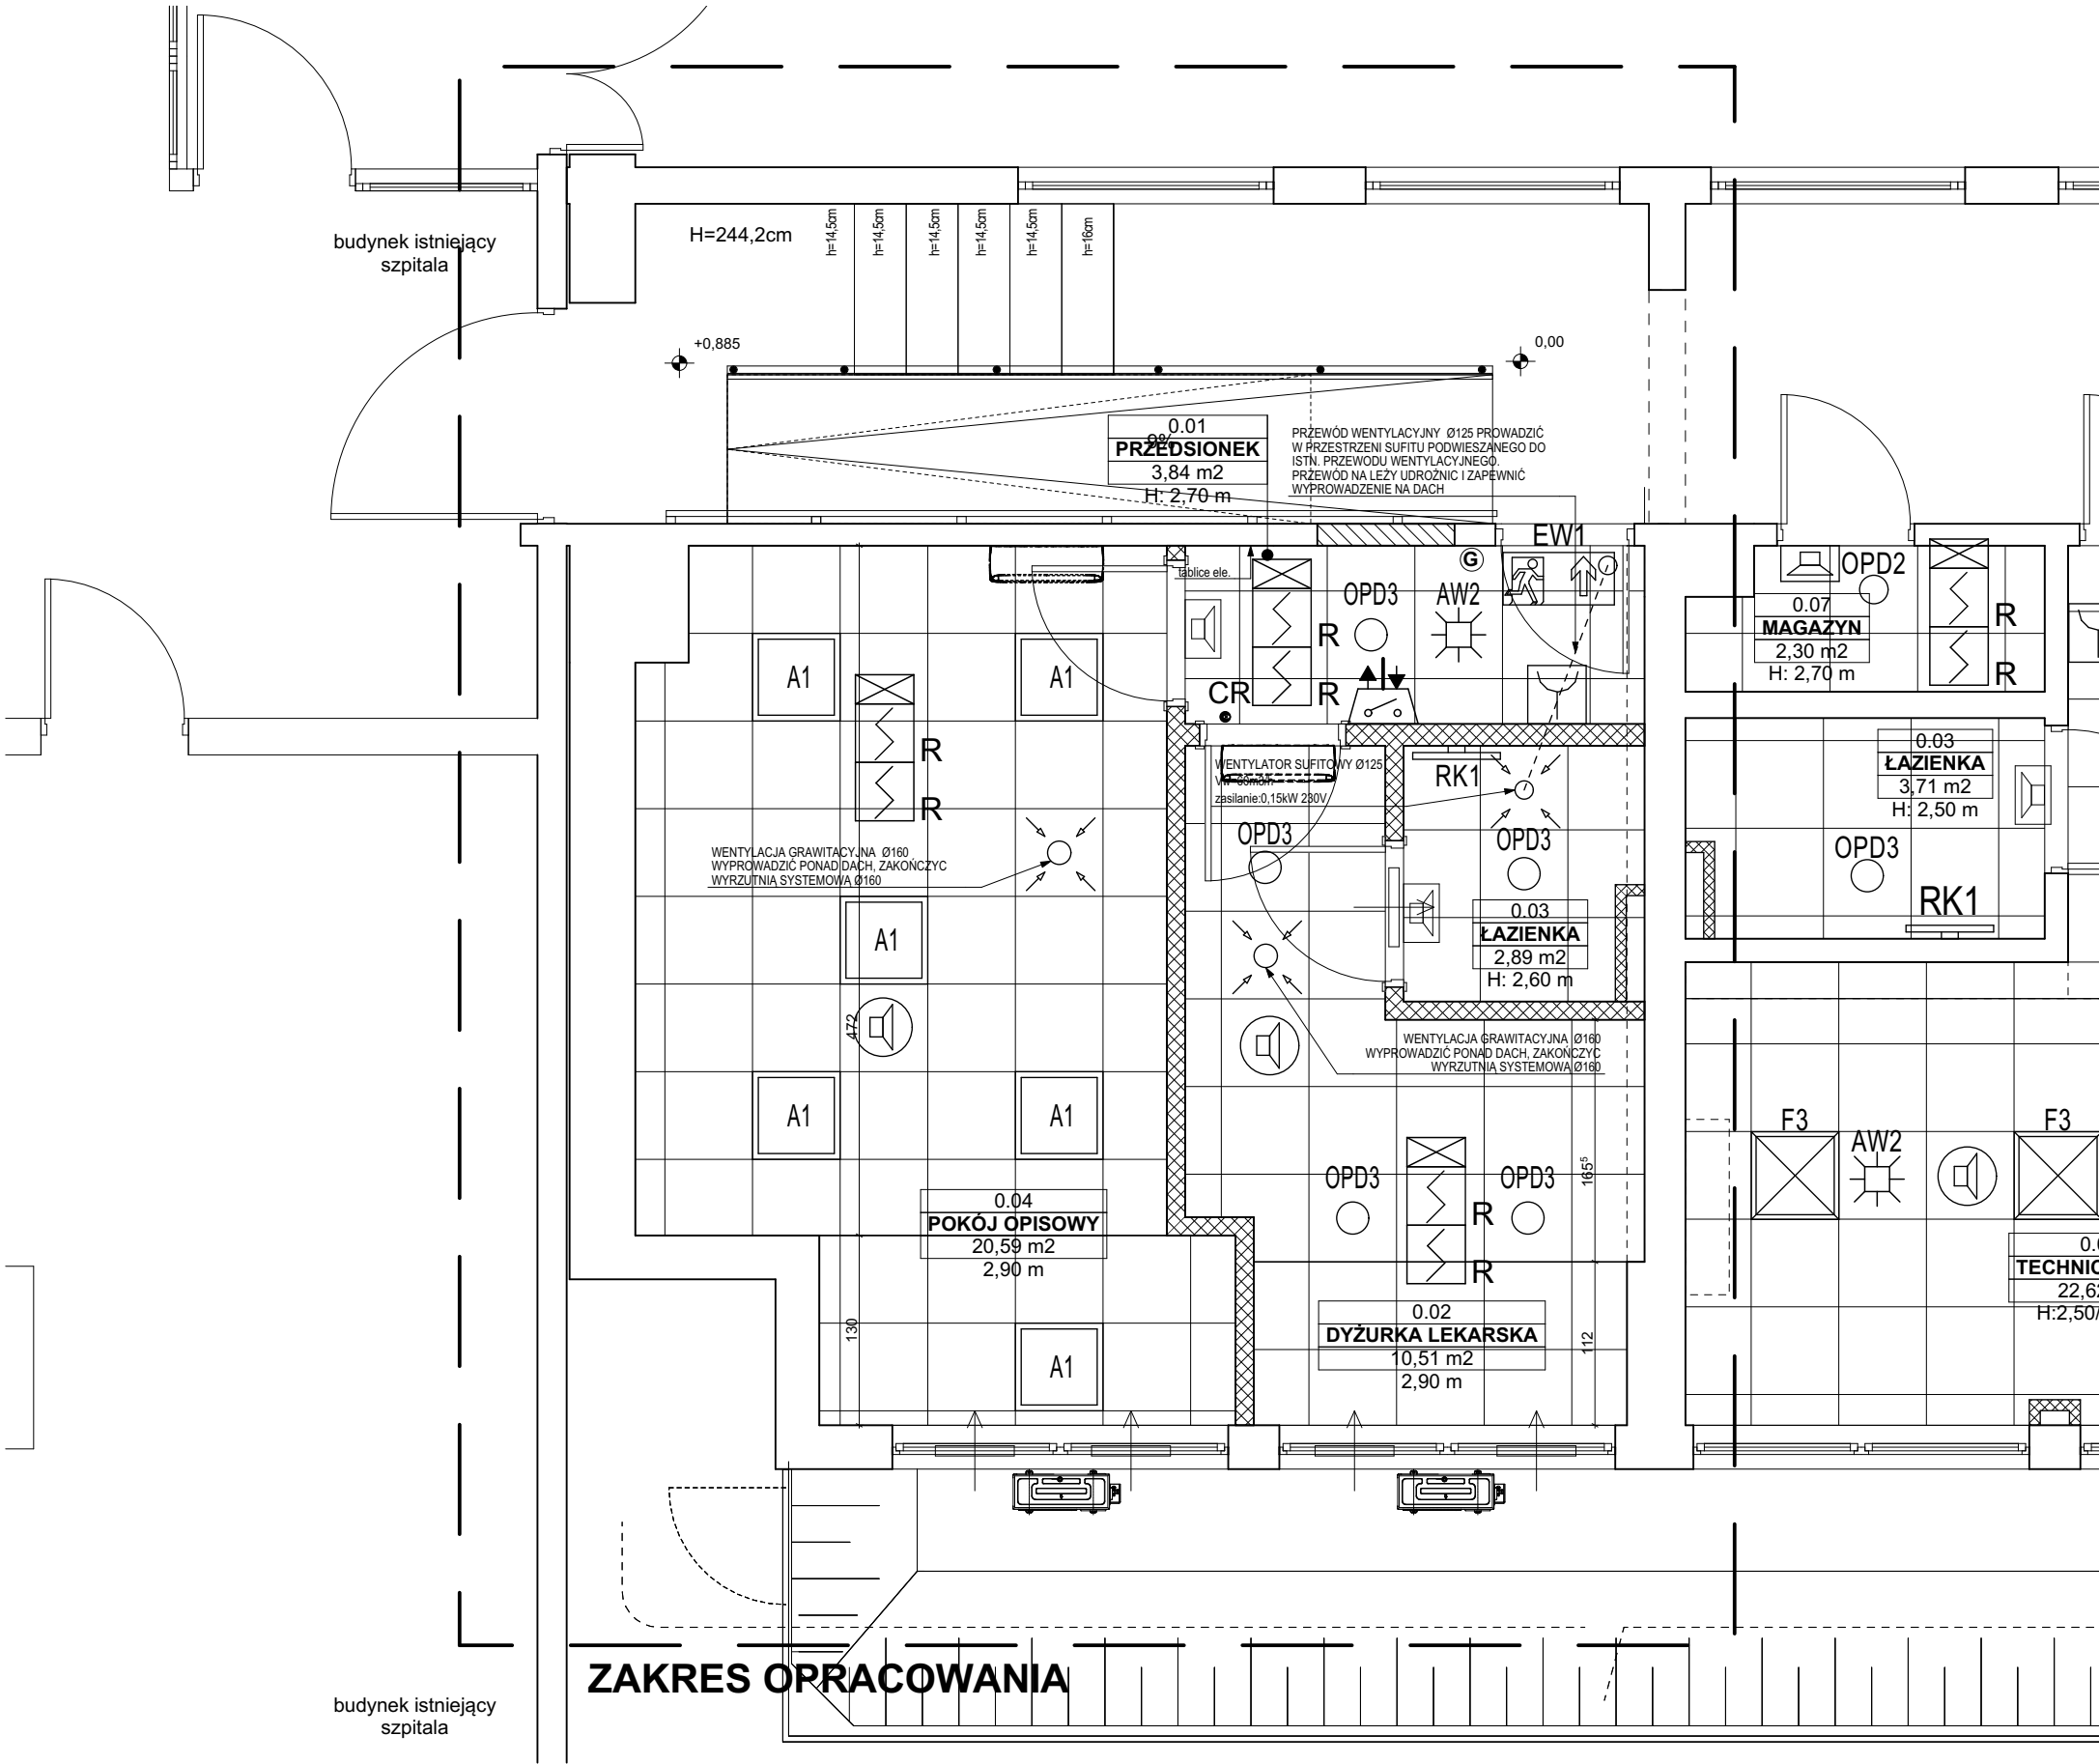 budynek istniejący
szpitala
H=244,2cm
h=14,5cm
h=14,5cm
h=14,5cm
h=14,5cm
h=14,5cm
h=16cm
+0,885
0,00
9%
0.01
PRZEDSIONEK
3,84 m2
H: 2,70 m
PRZEWÓD WENTYLACYJNY Ø125 PROWADZIĆ
W PRZESTRZENI SUFITU PODWIESZANEGO DO
ISTN. PRZEWODU WENTYLACYJNEGO.
PRZEWÓD NA LEŻY UDROŻNIC I ZAPEWNIĆ
WYPROWADZENIE NA DACH
EW1
G
tablice ele.
OPD3
AW2
R
R
CR
OPD2
0.07
MAGAZYN
2,30 m2
H: 2,70 m
R
R
A1
A1
R
R
WENTYLATOR SUFITOWY Ø125
zasilanie:0,15kW 230V
RK1
OPD3
OPD3
0.03
ŁAZIENKA
3,71 m2
H: 2,50 m
OPD3
RK1
WENTYLACJA GRAWITACYJNA Ø160
WYPROWADZIĆ PONAD DACH, ZAKOŃCZYC
WYRZUTNIĄ SYSTEMOWĄ Ø160
A1
0.03
ŁAZIENKA
2,89 m2
H: 2,60 m
472
WENTYLACJA GRAWITACYJNA Ø160
WYPROWADZIĆ PONAD DACH, ZAKOŃCZYC
WYRZUTNIĄ SYSTEMOWĄ Ø160
A1
A1
F3
AW2
F3
OPD3
OPD3
165⁵
R
R
0.04
POKÓJ OPISOWY
20,59 m2
2,90 m
TECHNIC
22,62
H:2,50/
0.02
DYŻURKA LEKARSKA
10,51 m2
2,90 m
130
112
A1
ZAKRES OPRACOWANIA
budynek istniejący
szpitala